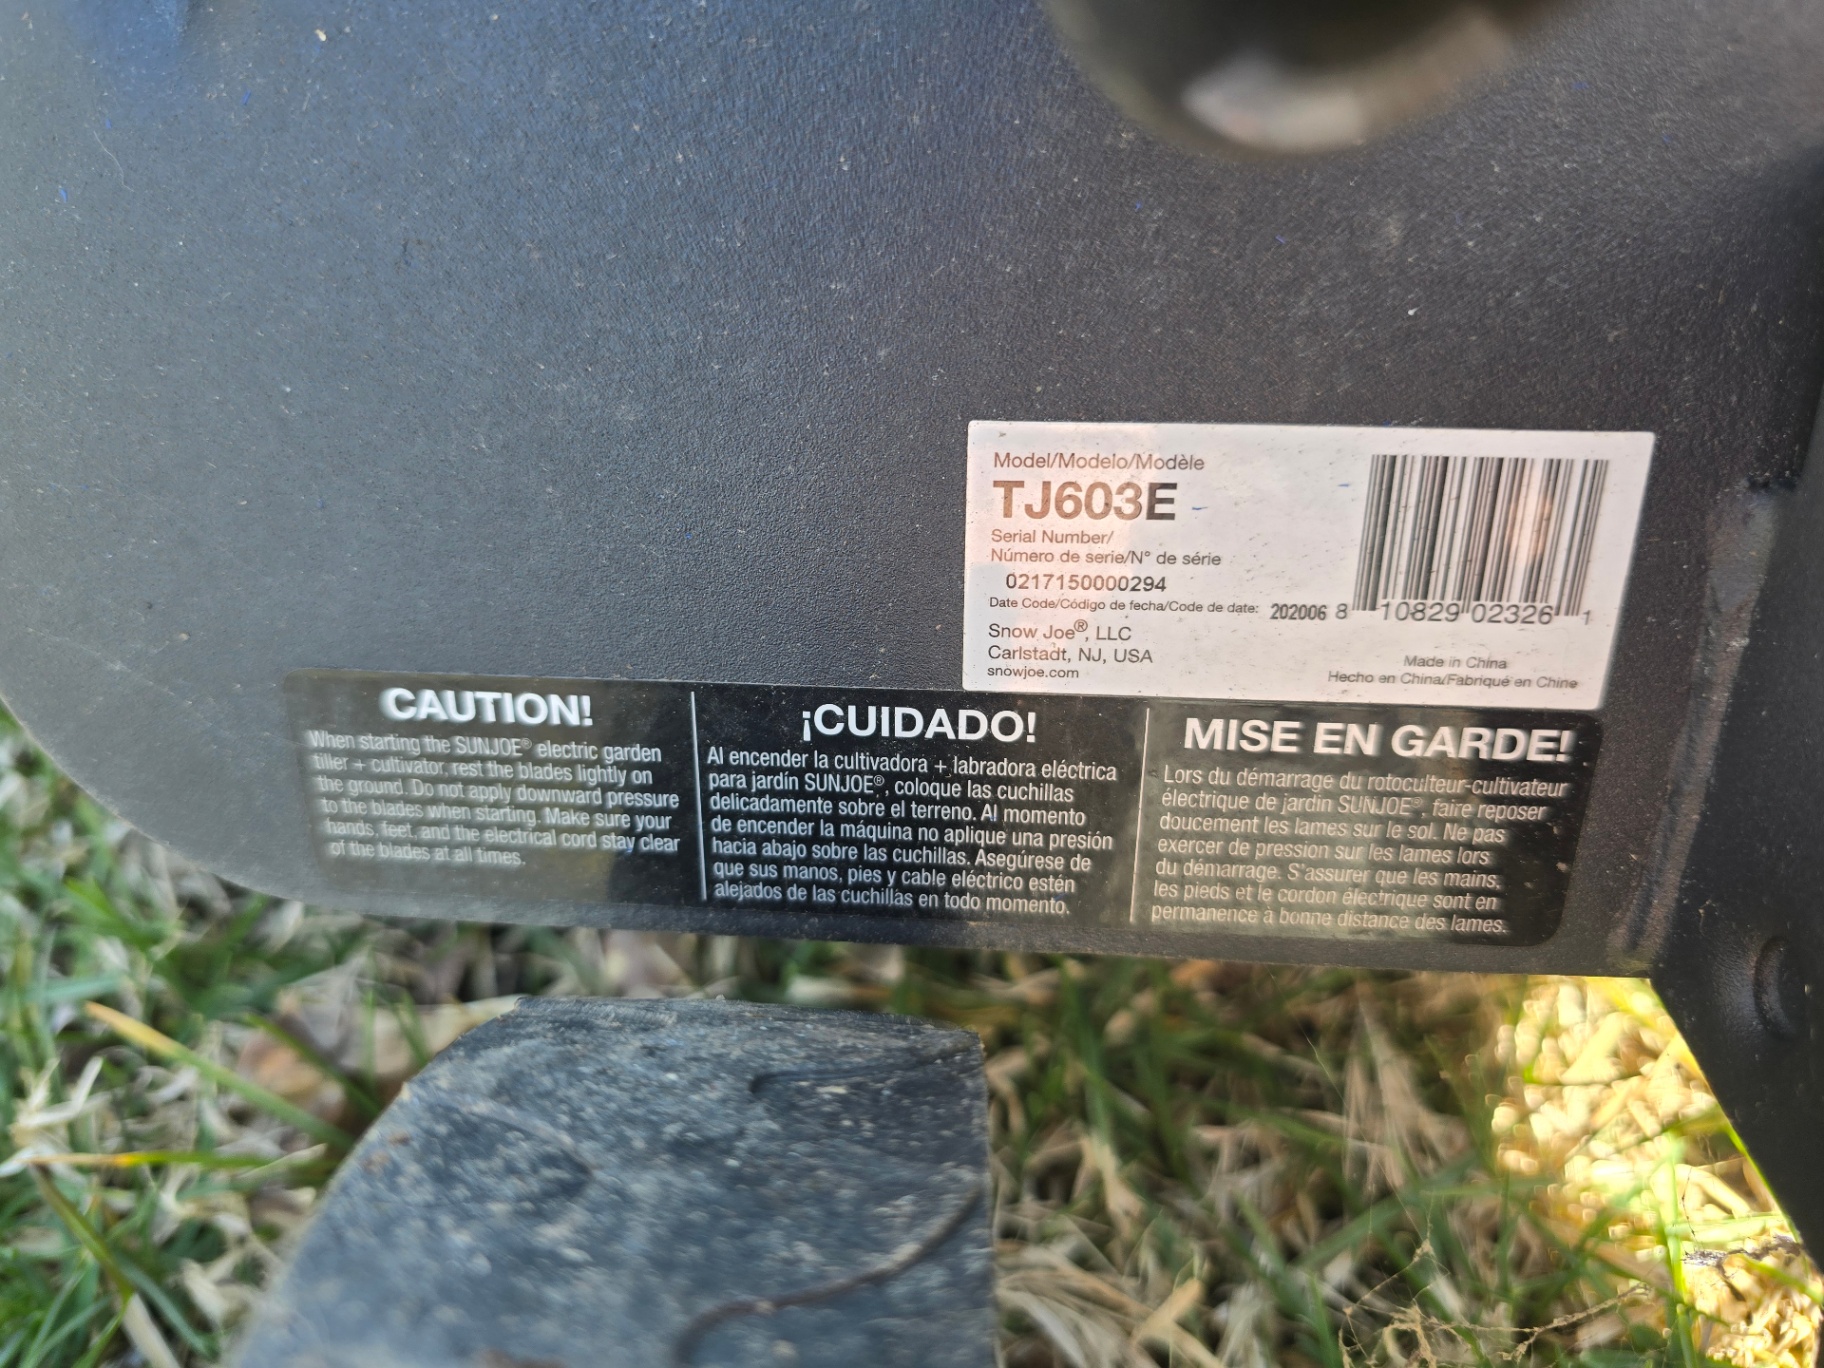 Model/Modelo/Modèle
TJ603E
Serial Number/
Número de serie/N° de série
0217150000294
Date Code/Código de fecha/Code de date: 202006
8 10829 02326 1
Snow Joe®, LLC
Carlstadt, NJ, USA
snowjoe.com
Made in China
Hecho en China/Fabriqué en Chine
CAUTION!
When starting the SUNJOE® electric garden
tiller + cultivator, rest the blades lightly on
the ground. Do not apply downward pressure
to the blades when starting. Make sure your
hands, feet, and the electrical cord stay clear
of the blades at all times.
¡CUIDADO!
Al encender la cultivadora + labradora eléctrica
para jardín SUNJOE®, coloque las cuchillas
delicadamente sobre el terreno. Al momento
de encender la máquina no aplique una presión
hacia abajo sobre las cuchillas. Asegúrese de
que sus manos, pies y cable eléctrico estén
alejados de las cuchillas en todo momento.
MISE EN GARDE!
Lors du démarrage du rotoculteur-cultivateur
électrique de jardin SUNJOE®, faire reposer
doucement les lames sur le sol. Ne pas
exercer de pression sur les lames lors
du démarrage. S'assurer que les mains,
les pieds et le cordon électrique sont en
permanence à bonne distance des lames.